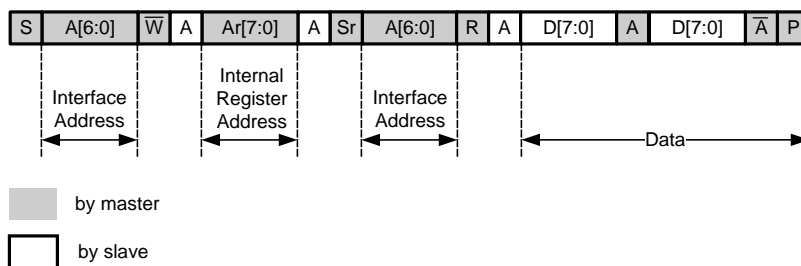 S A[6:0] W̅ A Ar[7:0] A Sr A[6:0] R A D[7:0] A D[7:0] A̅ P
Interface
Address
Internal
Register
Address
Interface
Address
Data
by master
by slave